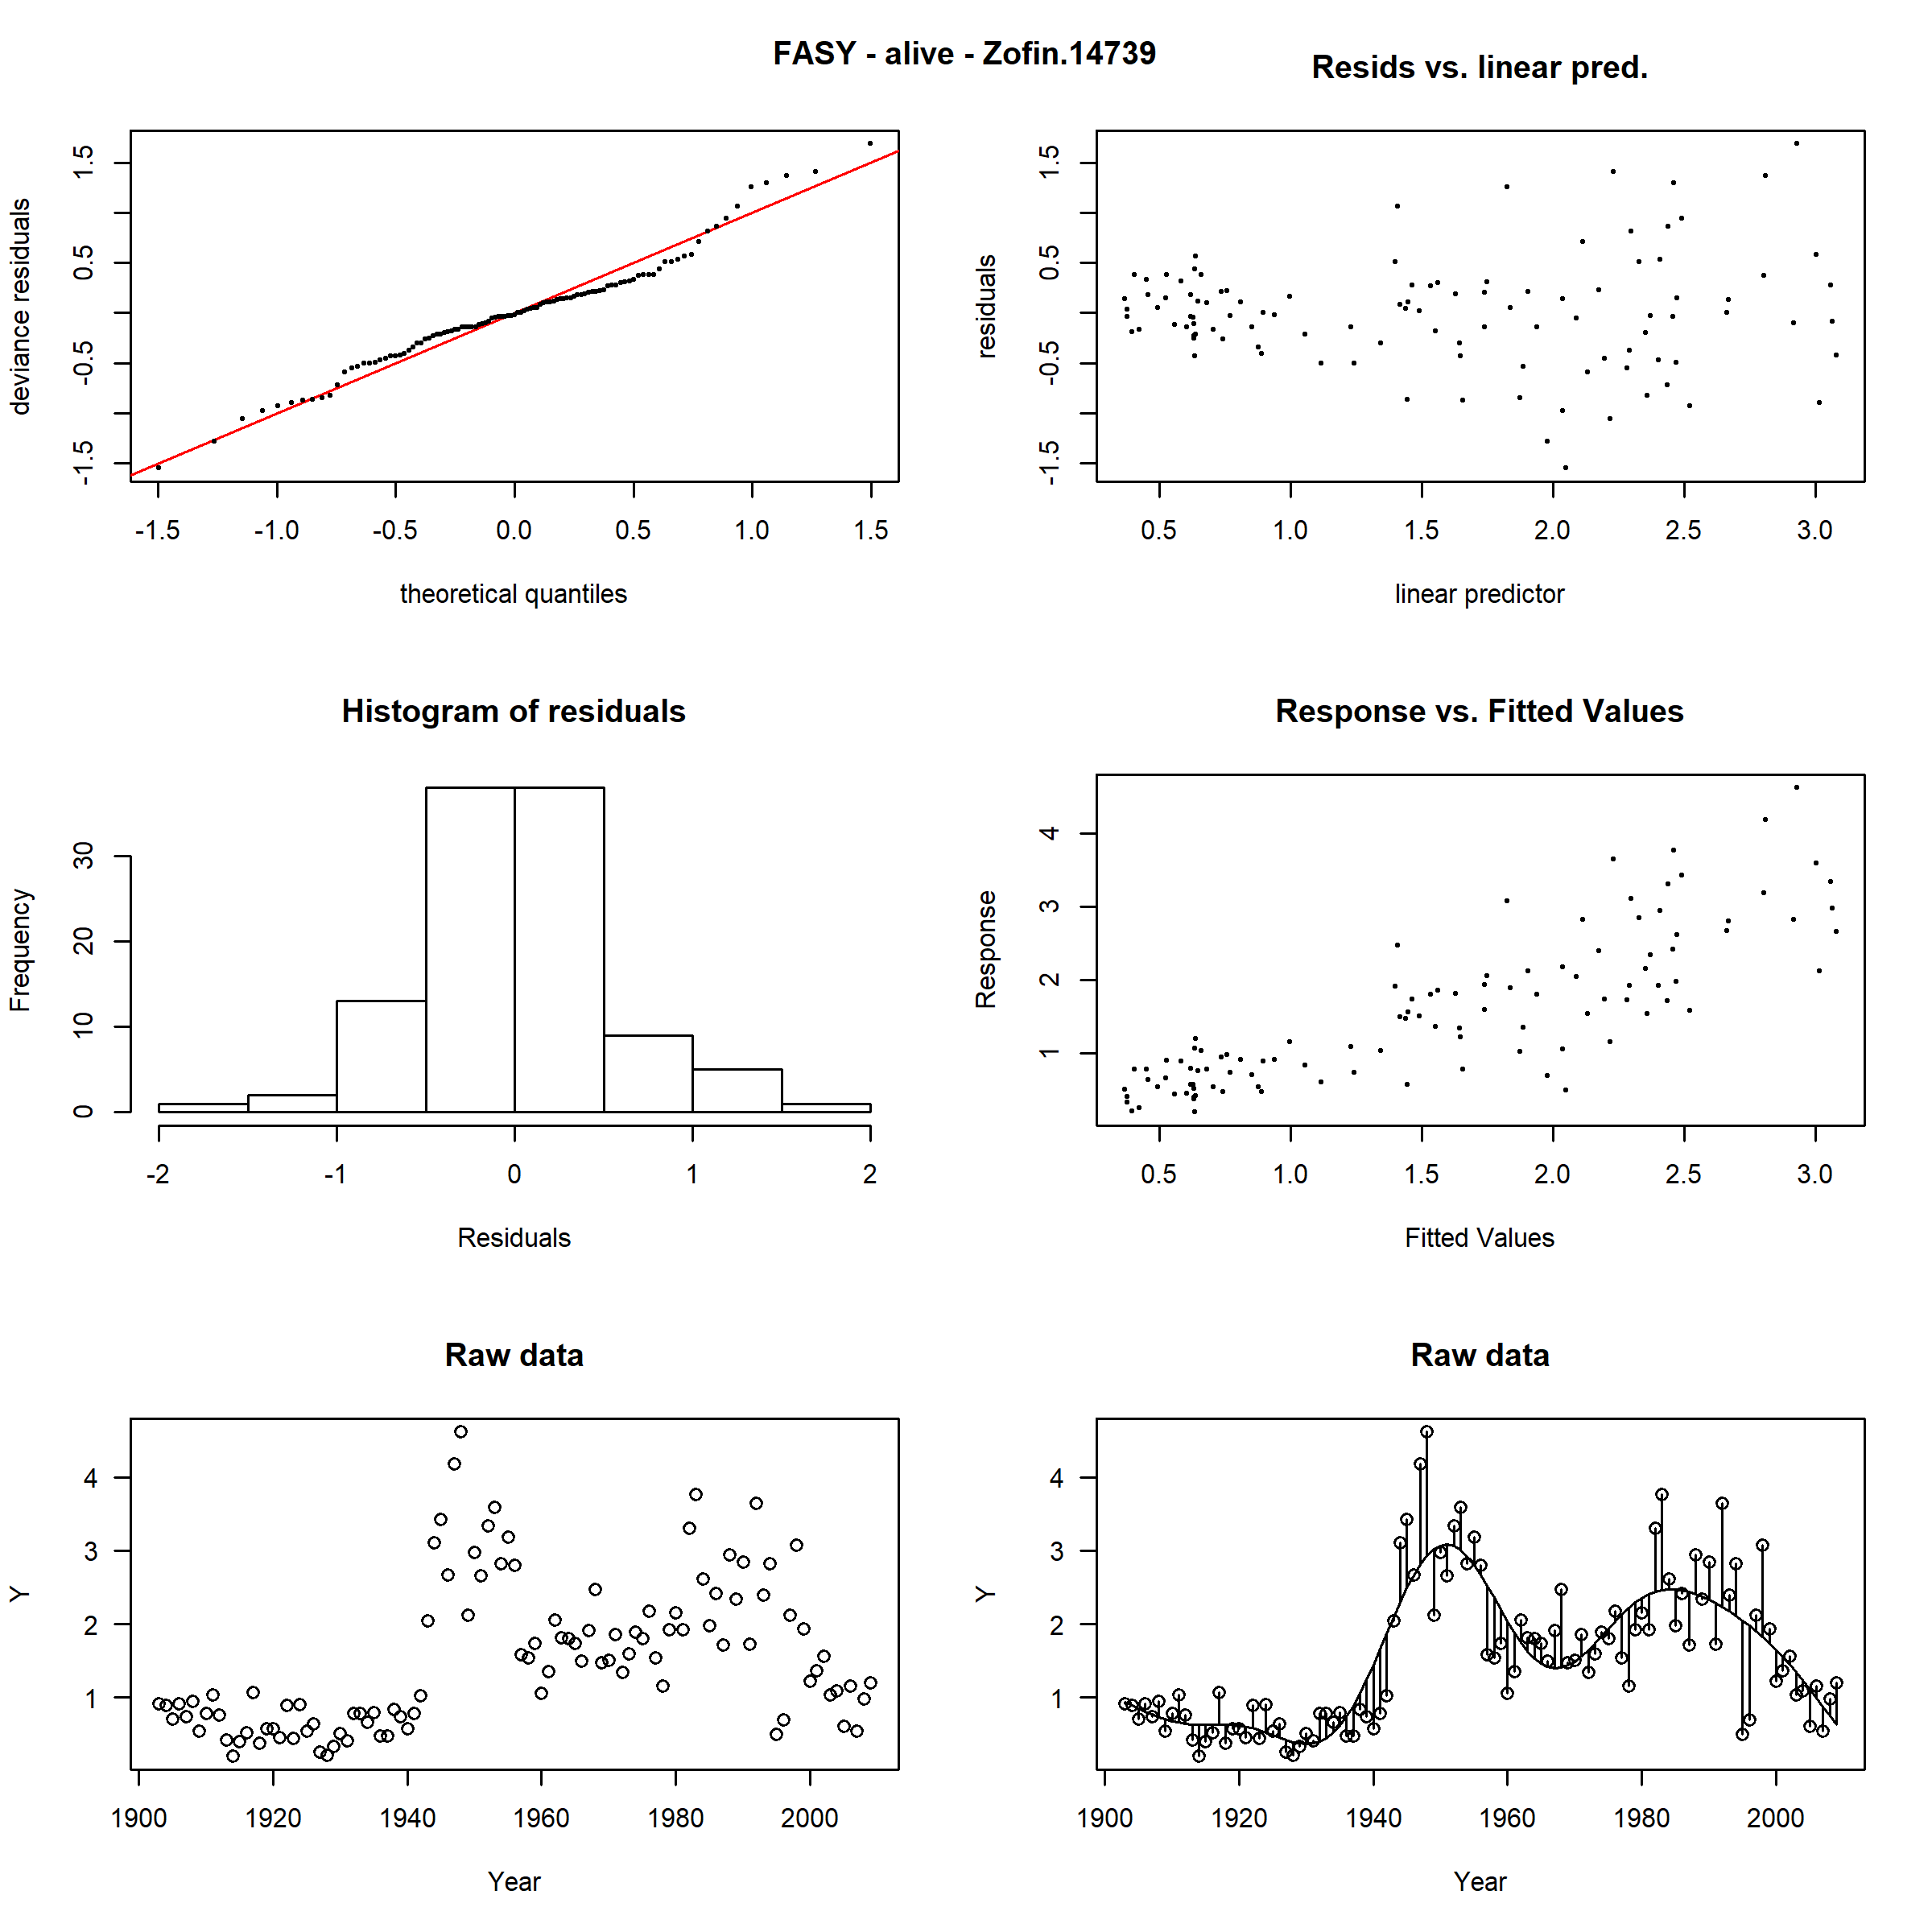 FASY - alive - Zofin.14739
Resids vs. linear pred.
deviance residuals
-1.5 -0.5 0.5 1.5
-1.5 -1.0 -0.5 0.0 0.5 1.0 1.5
theoretical quantiles
residuals
-1.5 -0.5 0.5 1.5
0.5 1.0 1.5 2.0 2.5 3.0
linear predictor
Histogram of residuals
Frequency
0 10 20 30
-2 -1 0 1 2
Residuals
Response vs. Fitted Values
Response
1 2 3 4
0.5 1.0 1.5 2.0 2.5 3.0
Fitted Values
Raw data
Y
1 2 3 4
1900 1920 1940 1960 1980 2000
Year
Raw data
Y
1 2 3 4
1900 1920 1940 1960 1980 2000
Year